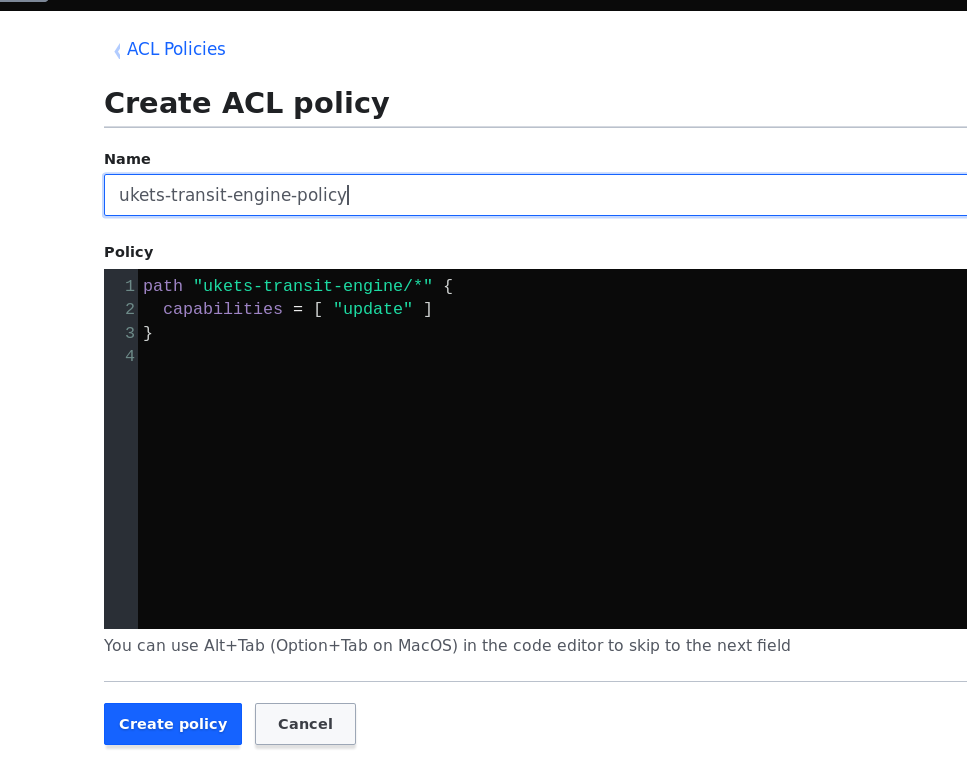 ACL Policies
Create ACL policy
Name
ukets-transit-engine-policy
Policy
1 path "ukets-transit-engine/*" {
2   capabilities = [ "update" ]
3 }
4
You can use Alt+Tab (Option+Tab on MacOS) in the code editor to skip to the next field
Create policy Cancel